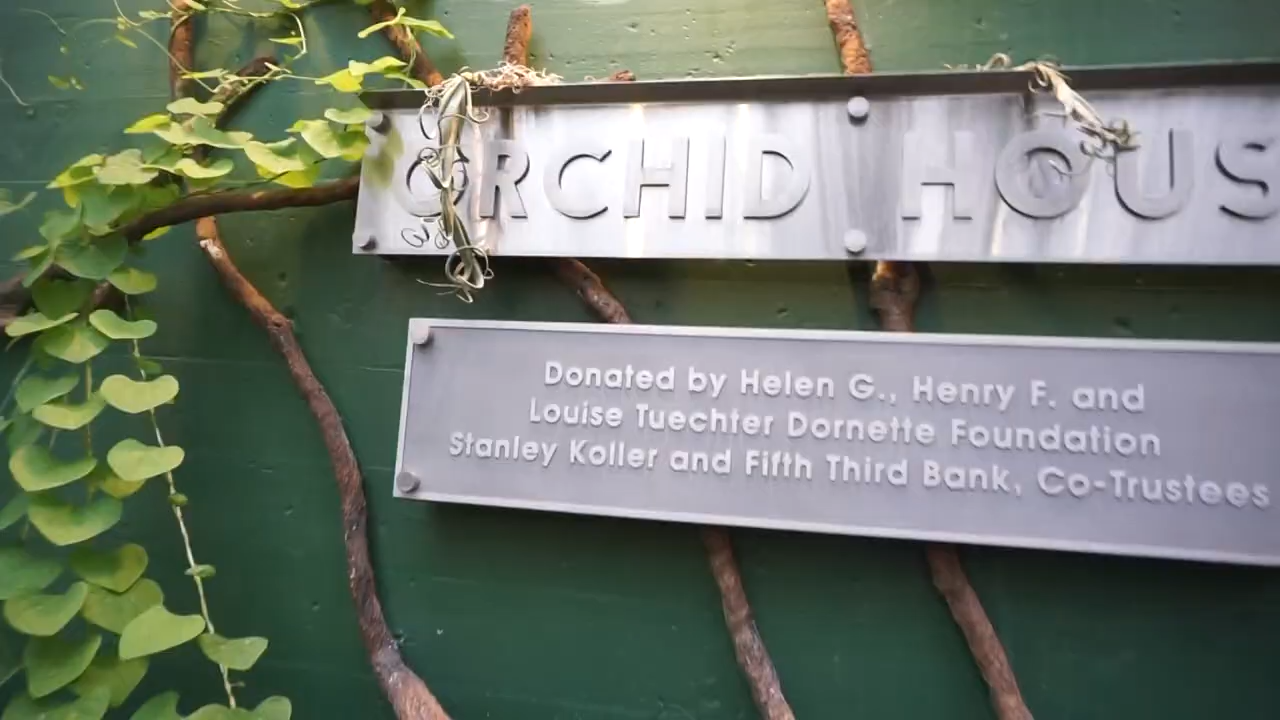 ORCHID HOUS
Donated by Helen G., Henry F. and
Louise Tuechter Dornette Foundation
Stanley Koller and Fifth Third Bank, Co-Trustees